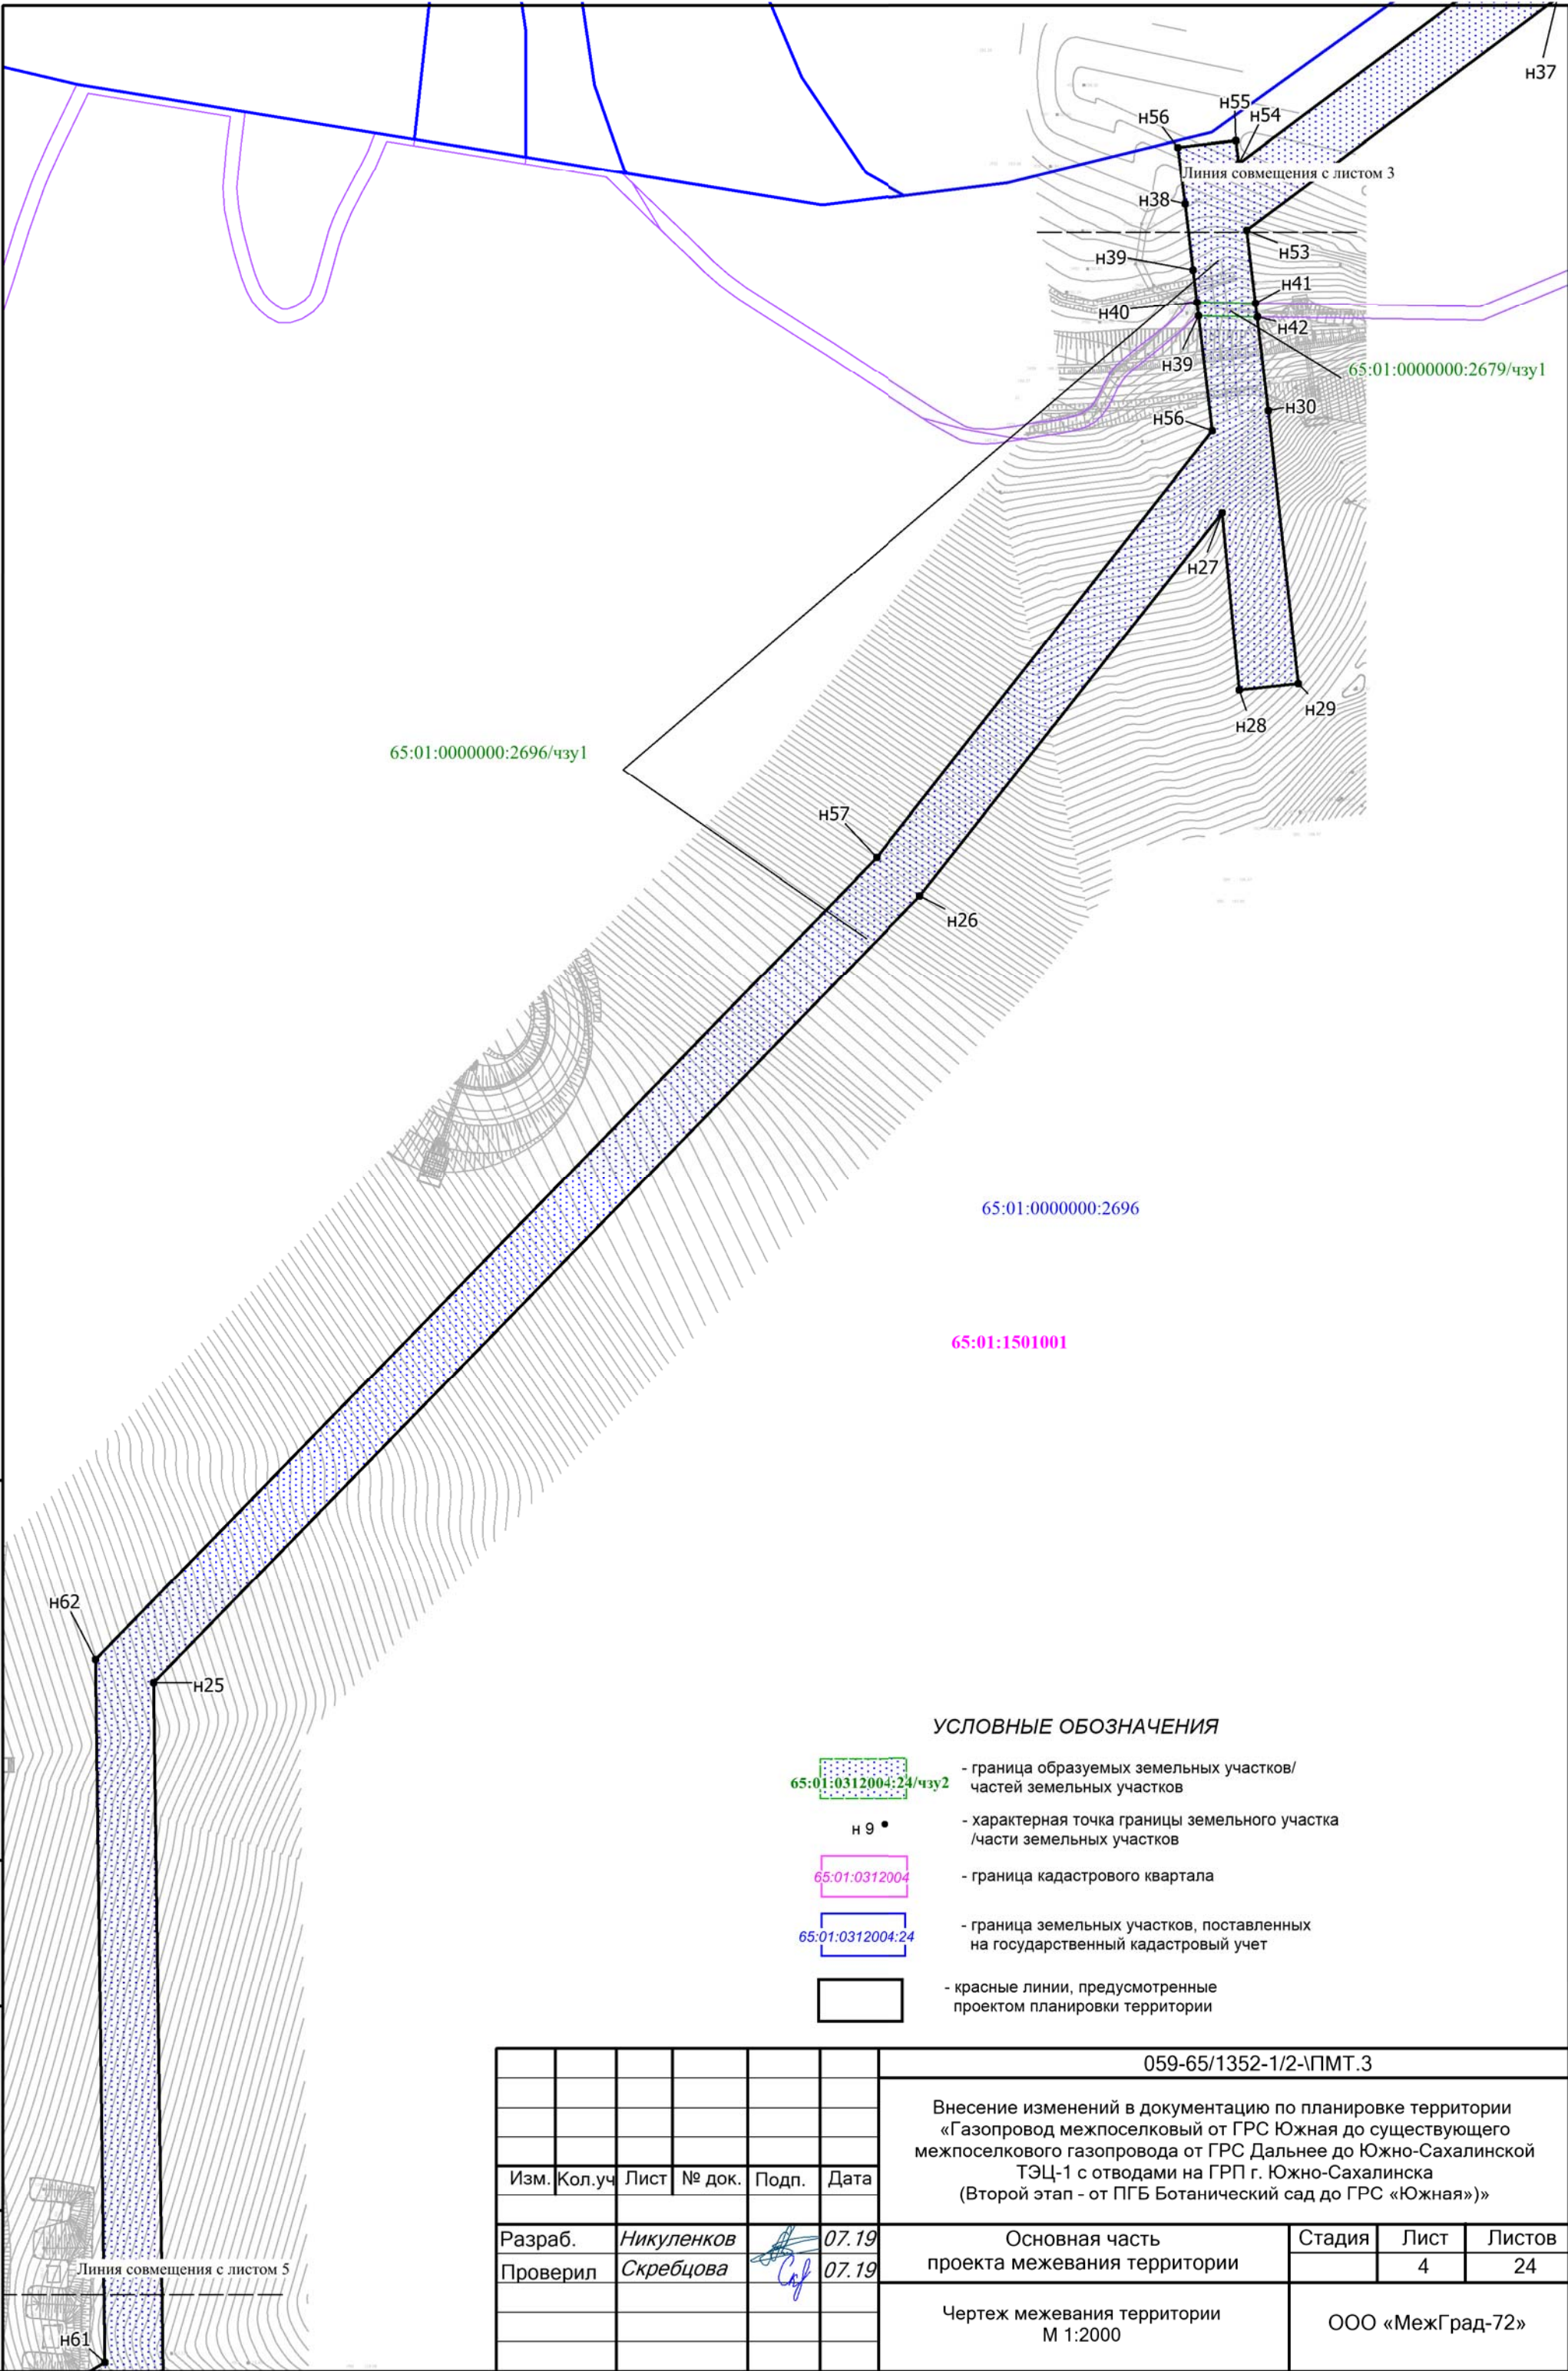 н37
н55
н56
н54
Линия совмещения с листом 3
н38
н53
н39
н41
н40
н42
н39
65:01:0000000:2679/чзу1
н30
н56
н27
н29
н28
65:01:0000000:2696/чзу1
н57
н26
65:01:0000000:2696
65:01:1501001
н62
н25
УСЛОВНЫЕ ОБОЗНАЧЕНИЯ
65:01:0312004:24/чзу2
- граница образуемых земельных участков/
частей земельных участков
н 9
- характерная точка границы земельного участка
/части земельных участков
65:01:0312004
- граница кадастрового квартала
65:01:0312004:24
- граница земельных участков, поставленных
на государственный кадастровый учет
- красные линии, предусмотренные
проектом планировки территории
Линия совмещения с листом 5
н61
059-65/1352-1/2-\ПМТ.3
Внесение изменений в документацию по планировке территории
«Газопровод межпоселковый от ГРС Южная до существующего
межпоселкового газопровода от ГРС Дальнее до Южно-Сахалинской
ТЭЦ-1 с отводами на ГРП г. Южно-Сахалинска
(Второй этап - от ПГБ Ботанический сад до ГРС «Южная»)»
Изм. Кол.уч Лист № док. Подп. Дата
Разраб. Никуленков 07.19
Проверил Скребцова 07.19
Основная часть
проекта межевания территории
Стадия Лист Листов
4 24
Чертеж межевания территории
М 1:2000
ООО «МежГрад-72»